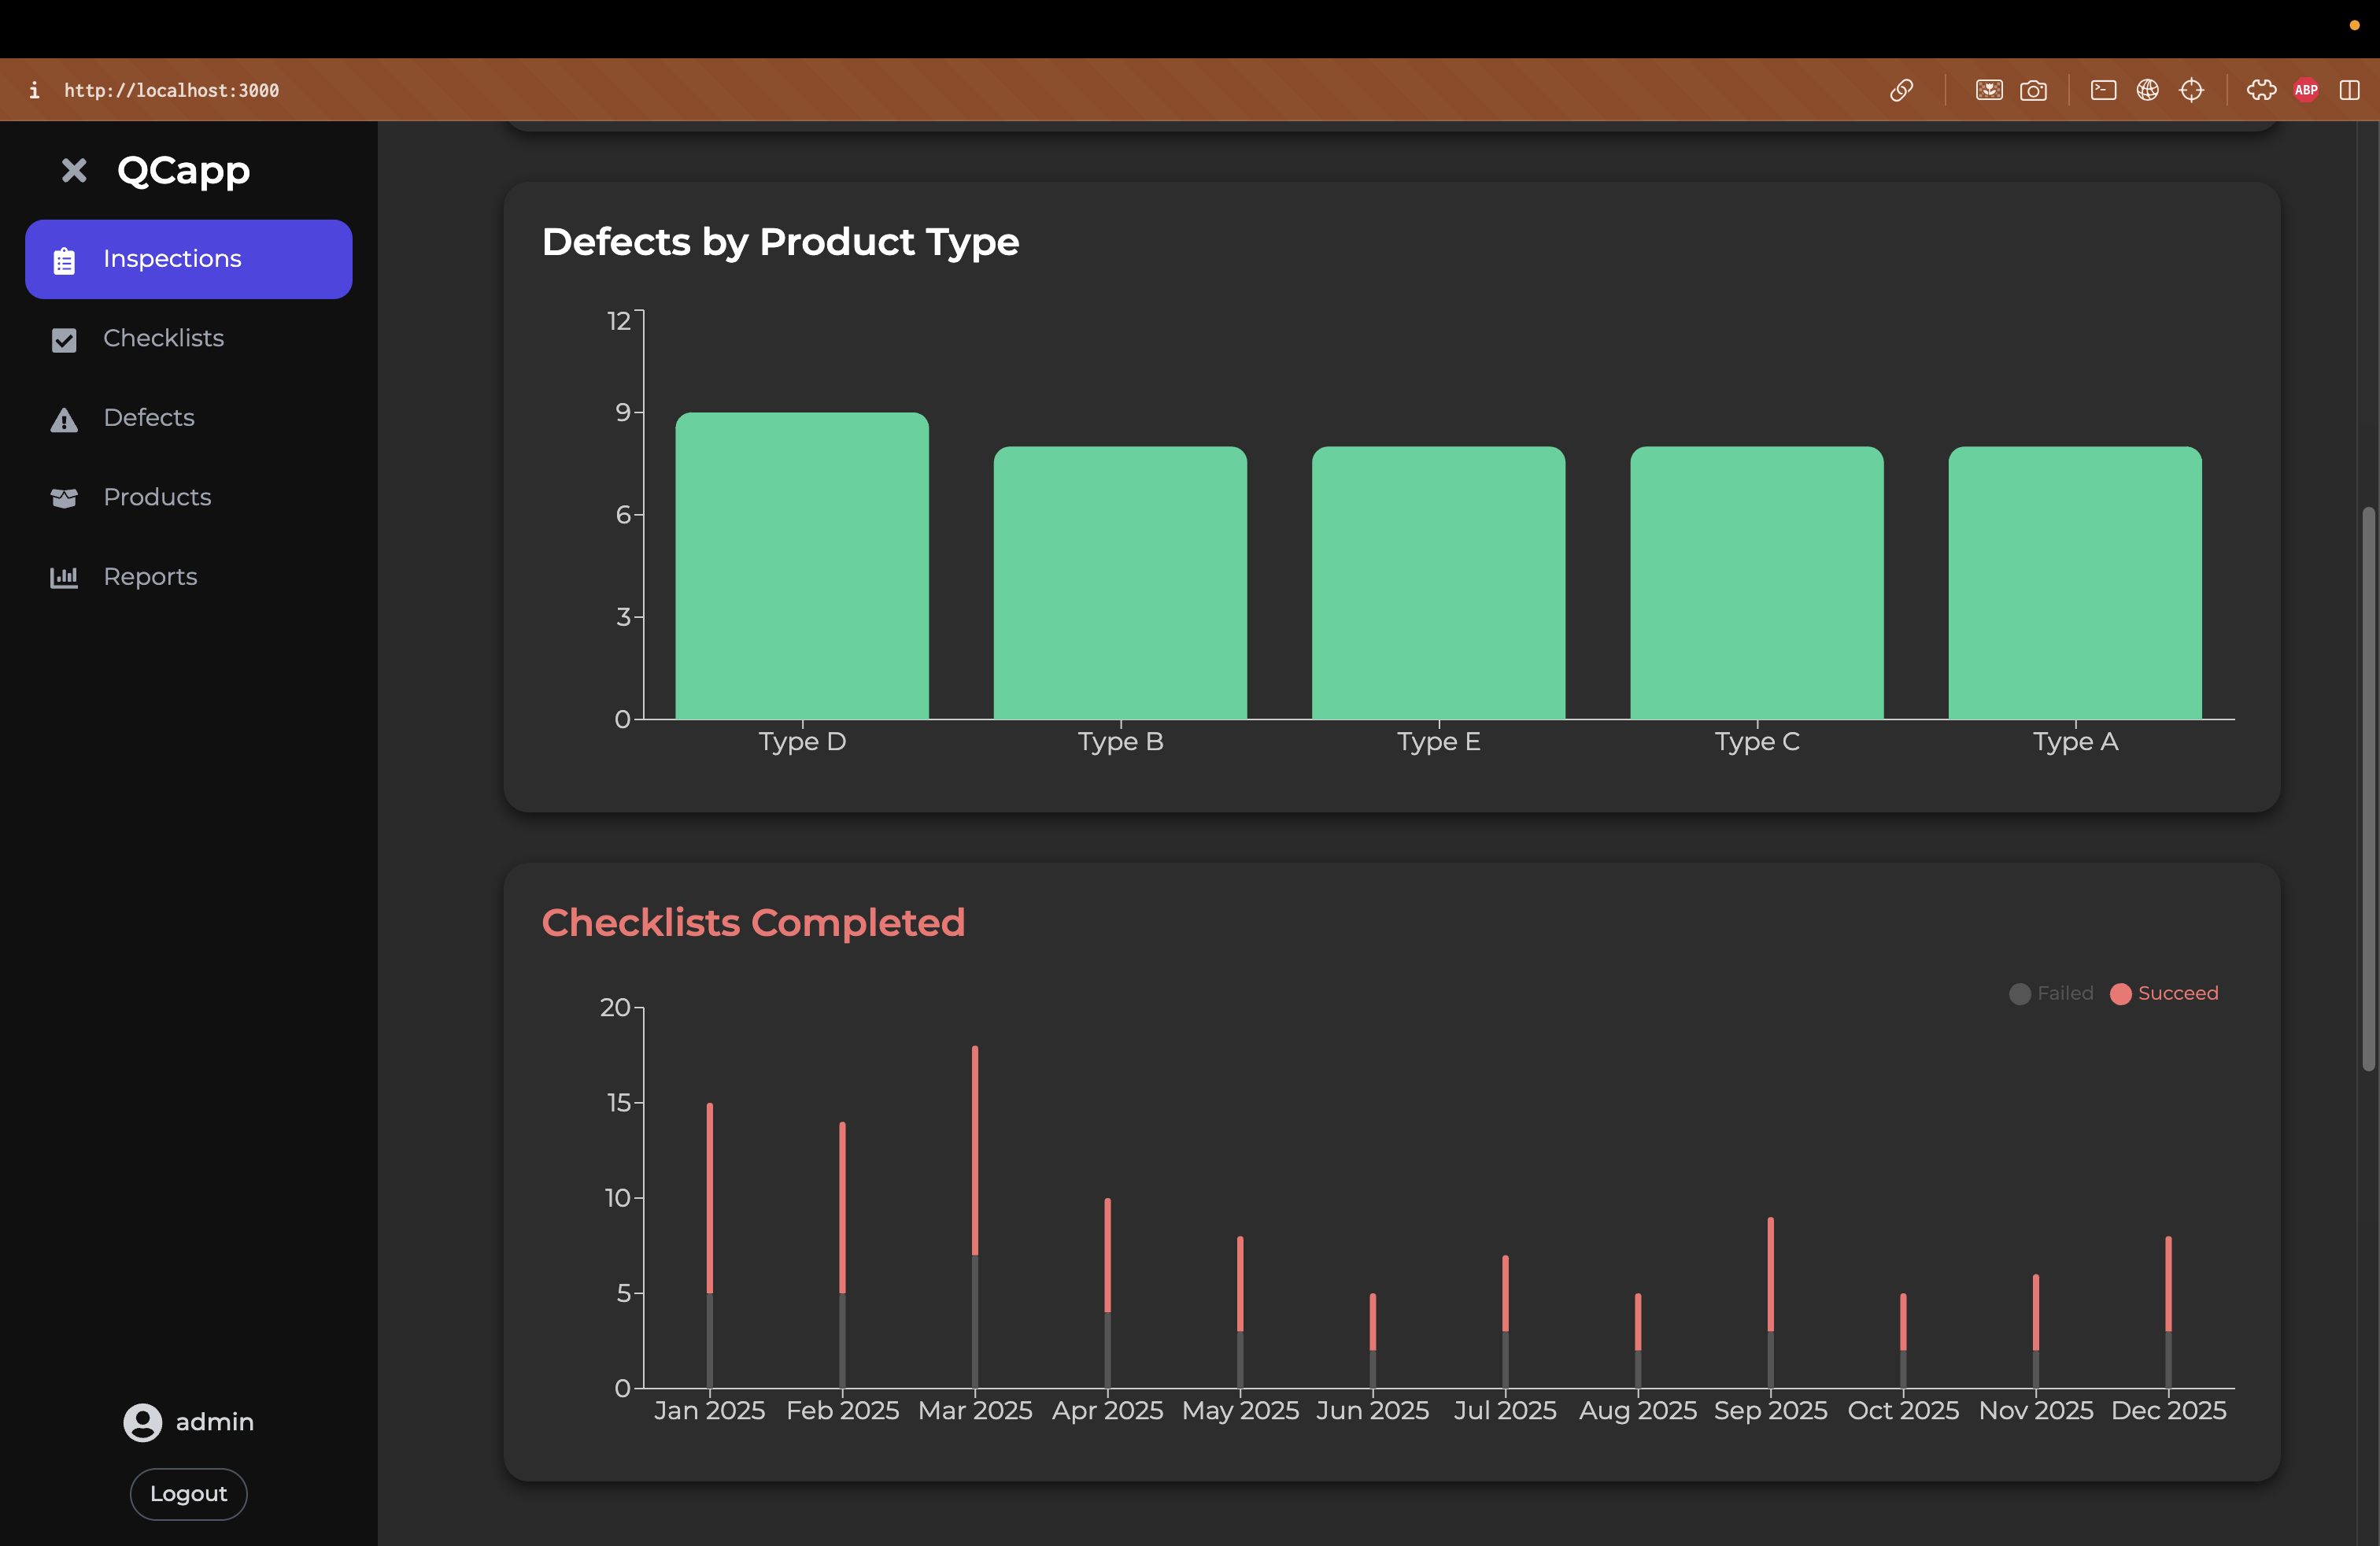 http://localhost:3000
ABP
QCapp
Inspections
Checklists
Defects
Products
Reports
admin
Logout
Defects by Product Type
12
9
6
3
0
Type D Type B Type E Type C Type A
Checklists Completed
Failed Succeed
20
15
10
5
0
Jan 2025 Feb 2025 Mar 2025 Apr 2025 May 2025 Jun 2025 Jul 2025 Aug 2025 Sep 2025 Oct 2025 Nov 2025 Dec 2025